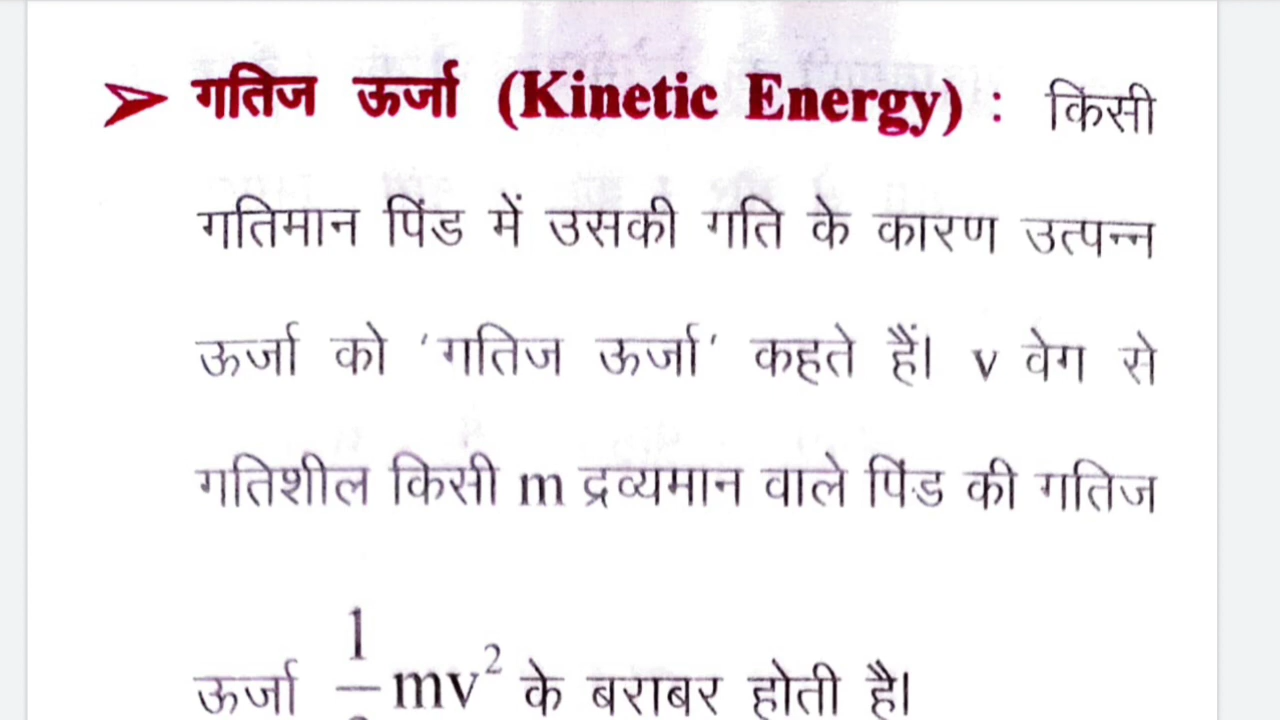 ➤ गतिज ऊर्जा (Kinetic Energy) : किसी
गतिमान पिंड में उसकी गति के कारण उत्पन्न
ऊर्जा को 'गतिज ऊर्जा' कहते हैं। v वेग से
गतिशील किसी m द्रव्यमान वाले पिंड की गतिज
ऊर्जा 1/2 mv² के बराबर होती है।